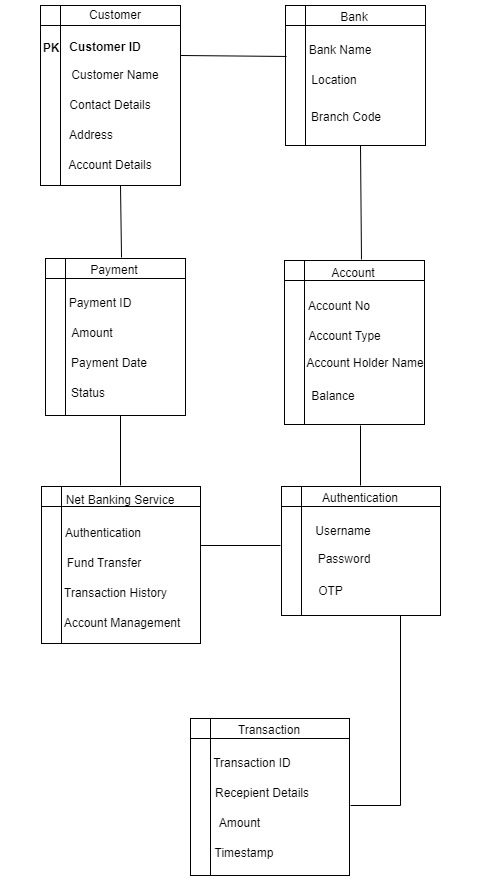 Customer
PK Customer ID
Customer Name
Contact Details
Address
Account Details
Bank
Bank Name
Location
Branch Code
Payment
Payment ID
Amount
Payment Date
Status
Account
Account No
Account Type
Account Holder Name
Balance
Net Banking Service
Authentication
Fund Transfer
Transaction History
Account Management
Authentication
Username
Password
OTP
Transaction
Transaction ID
Recepient Details
Amount
Timestamp